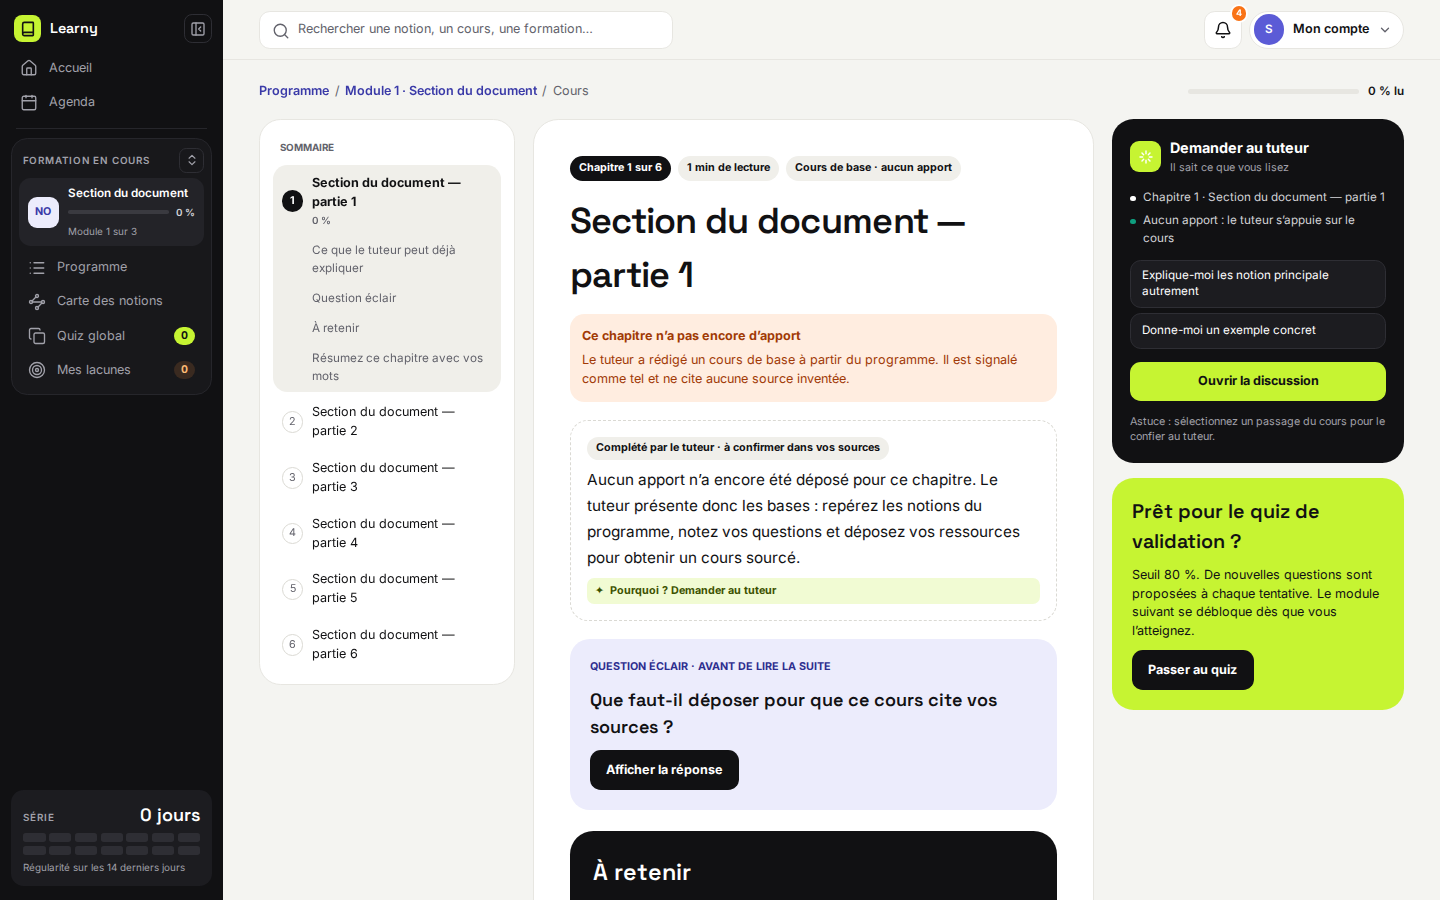 Learny
Accueil
Agenda
FORMATION EN COURS
NO
Section du document
0 %
Module 1 sur 3
Programme
Carte des notions
Quiz global
0
Mes lacunes
0
SÉRIE
0 jours
Régularité sur les 14 derniers jours
Rechercher une notion, un cours, une formation…
4
S
Mon compte
Programme / Module 1 · Section du document / Cours
0 % lu
SOMMAIRE
1
Section du document —
partie 1
0 %
Ce que le tuteur peut déjà
expliquer
Question éclair
À retenir
Résumez ce chapitre avec vos
mots
2
Section du document —
partie 2
3
Section du document —
partie 3
4
Section du document —
partie 4
5
Section du document —
partie 5
6
Section du document —
partie 6
Chapitre 1 sur 6
1 min de lecture
Cours de base · aucun apport
Section du document —
partie 1
Ce chapitre n’a pas encore d’apport
Le tuteur a rédigé un cours de base à partir du programme. Il est signalé
comme tel et ne cite aucune source inventée.
Complété par le tuteur · à confirmer dans vos sources
Aucun apport n’a encore été déposé pour ce chapitre. Le
tuteur présente donc les bases : repérez les notions du
programme, notez vos questions et déposez vos ressources
pour obtenir un cours sourcé.
✦ Pourquoi ? Demander au tuteur
QUESTION ÉCLAIR · AVANT DE LIRE LA SUITE
Que faut-il déposer pour que ce cours cite vos
sources ?
Afficher la réponse
À retenir
Demander au tuteur
Il sait ce que vous lisez
Chapitre 1 · Section du document — partie 1
Aucun apport : le tuteur s’appuie sur le
cours
Explique-moi les notion principale
autrement
Donne-moi un exemple concret
Ouvrir la discussion
Astuce : sélectionnez un passage du cours pour le
confier au tuteur.
Prêt pour le quiz de
validation ?
Seuil 80 %. De nouvelles questions sont
proposées à chaque tentative. Le module
suivant se débloque dès que vous
l’atteignez.
Passer au quiz